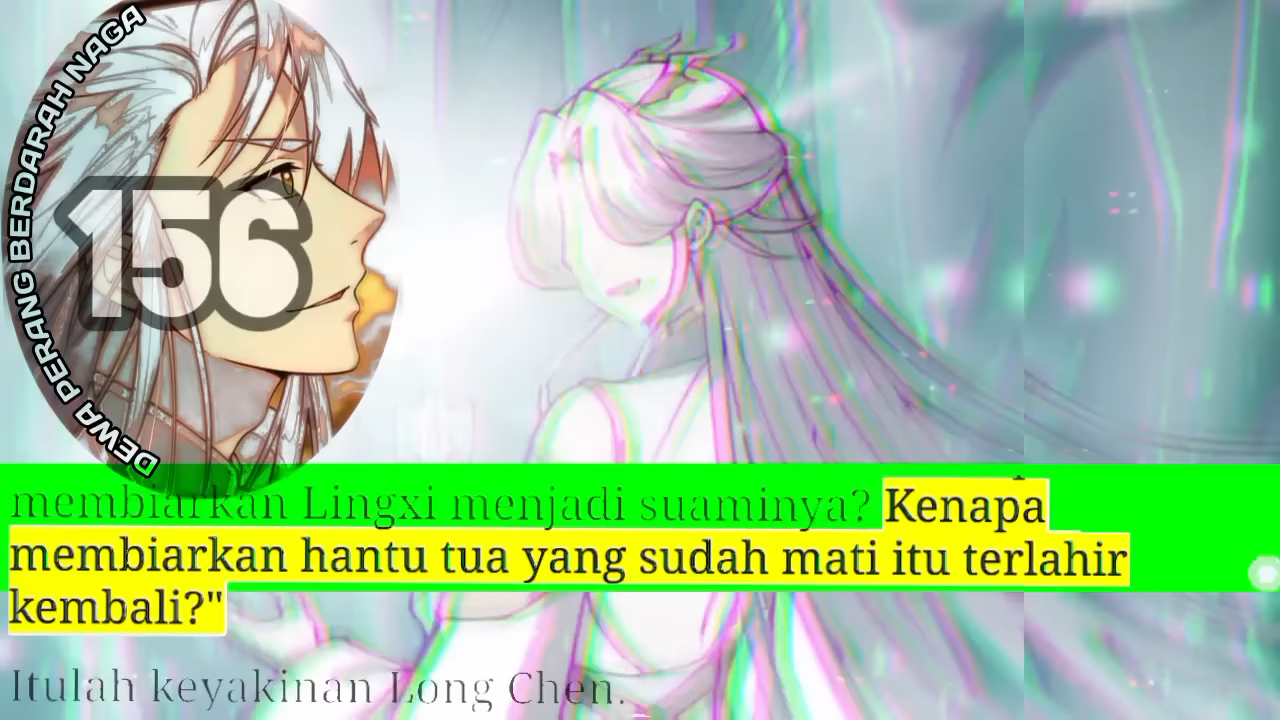 DEWA PERANG BERDARAH NAGA
156
membiarkan Lingxi menjadi suaminya? Kenapa
membiarkan hantu tua yang sudah mati itu terlahir
kembali?"
Itulah keyakinan Long Chen.